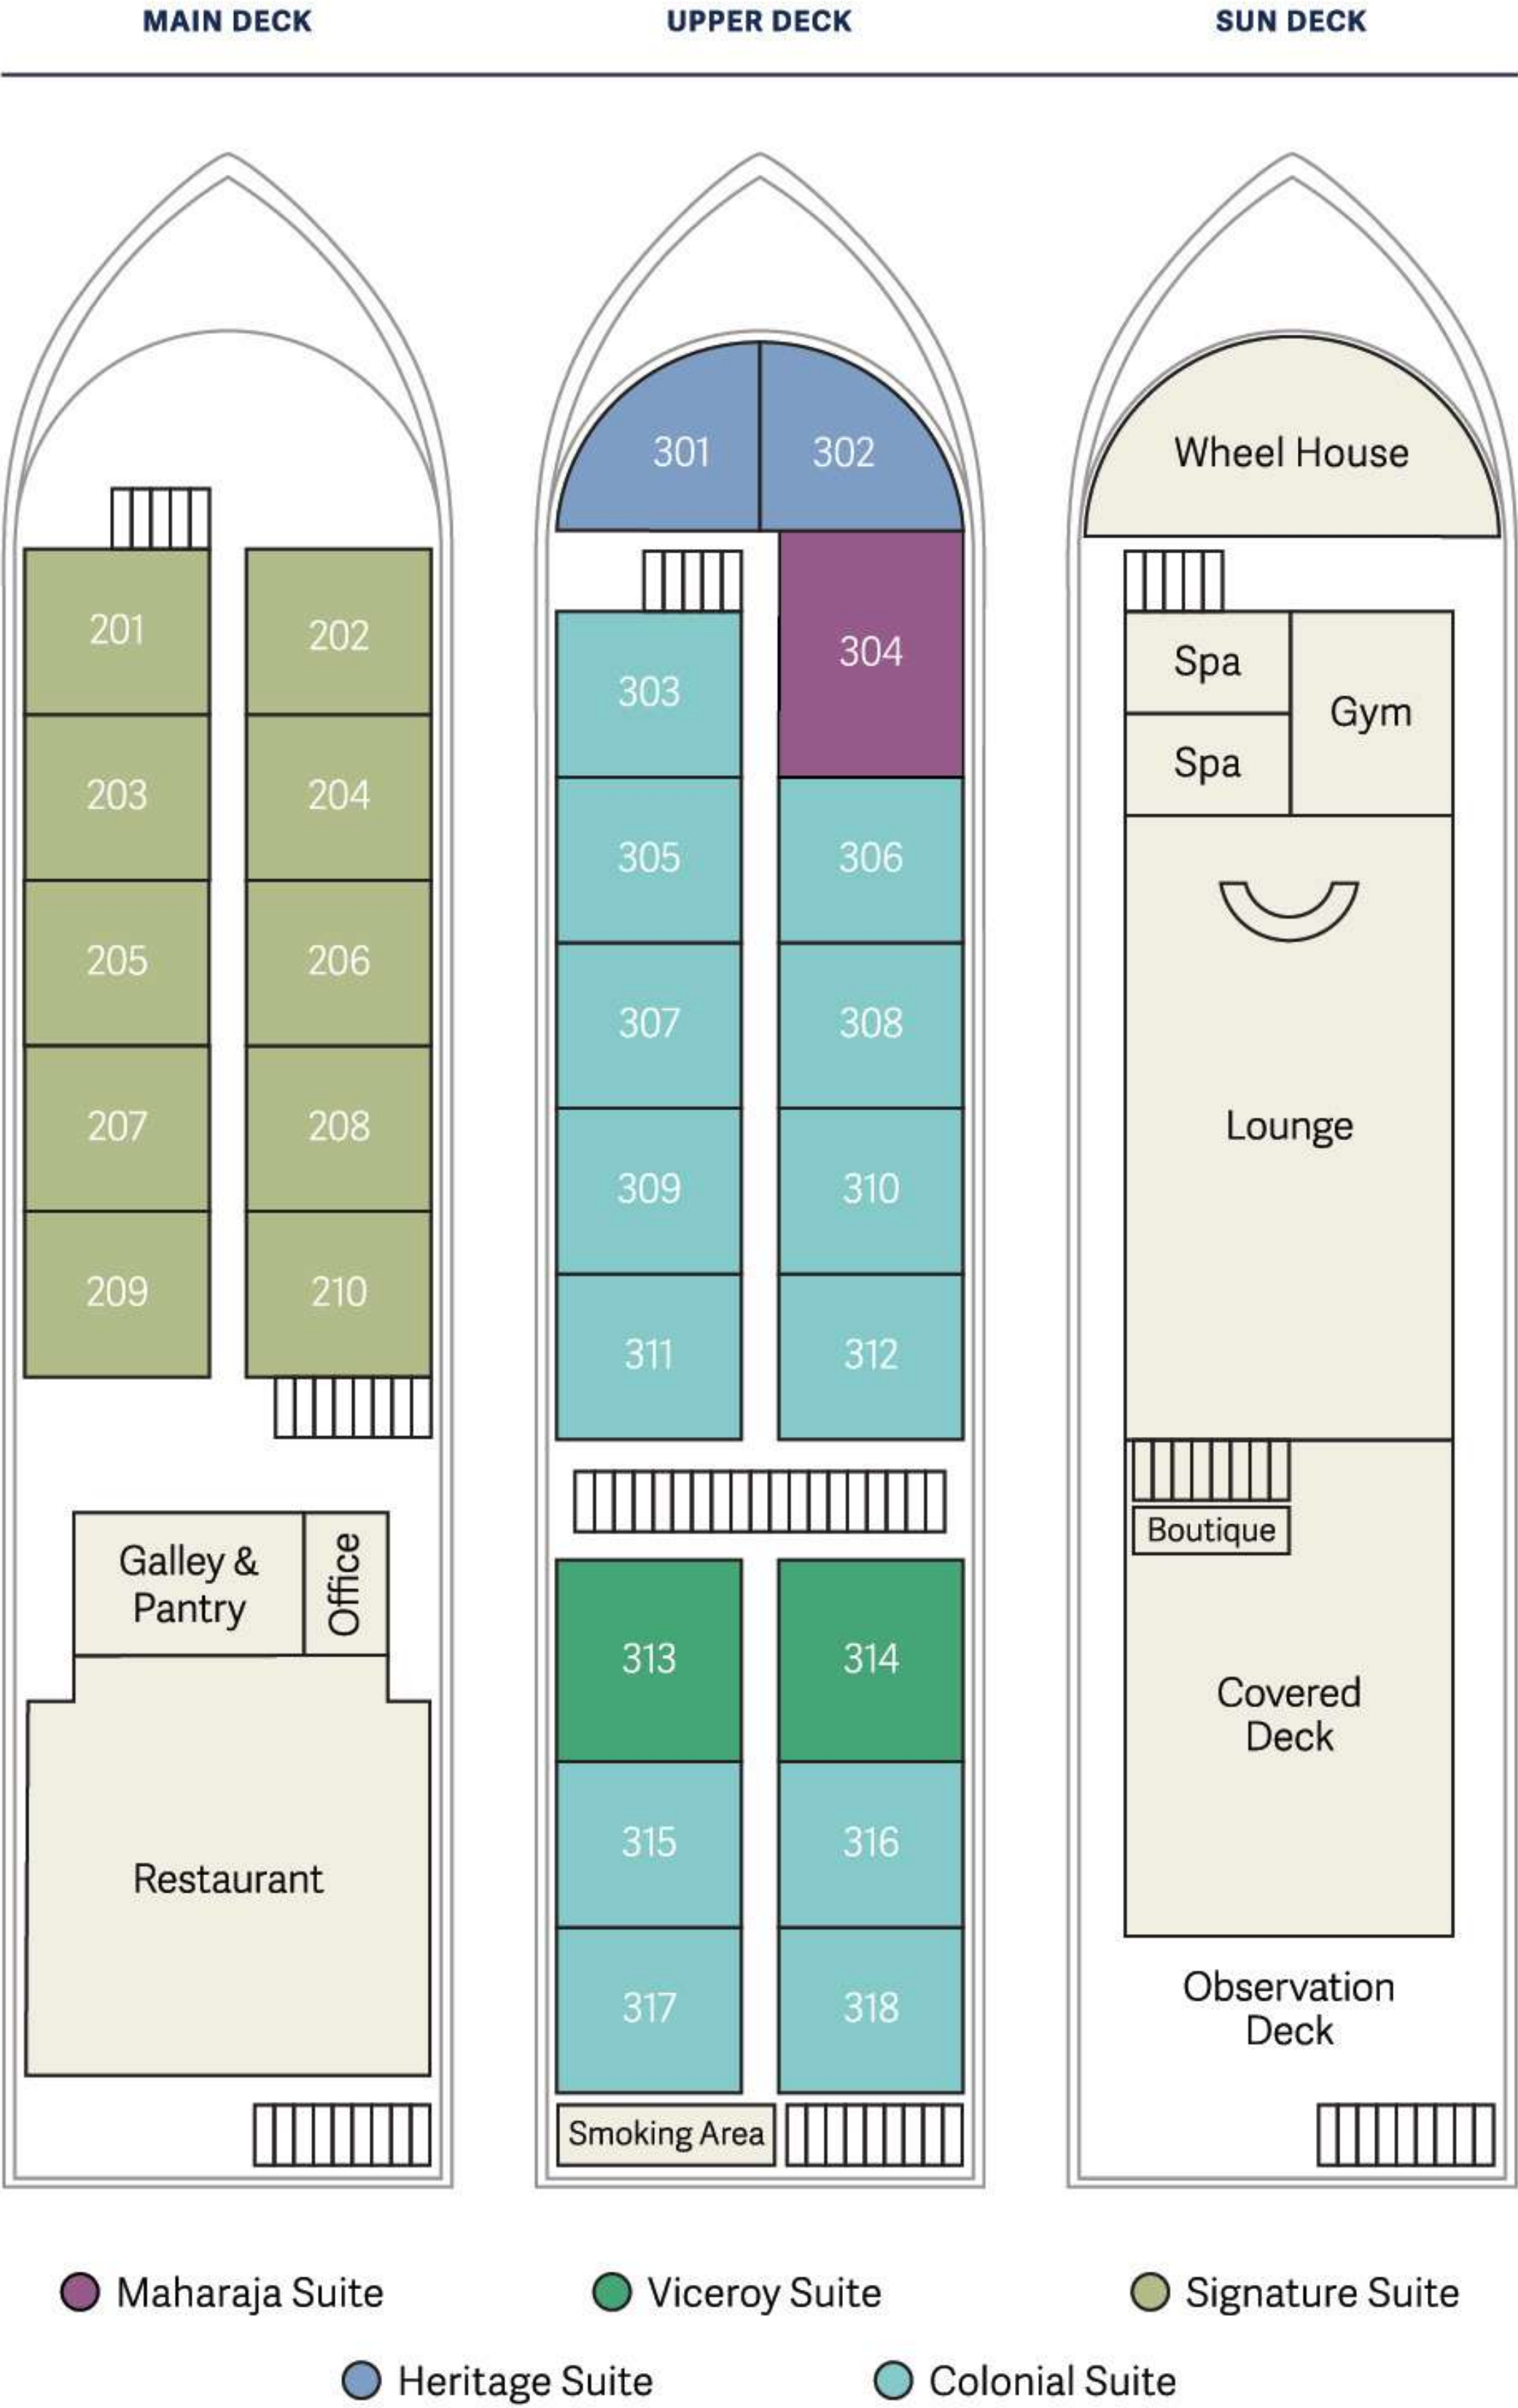 MAIN DECK
UPPER DECK
SUN DECK
201
202
203
204
205
206
207
208
209
210
Galley &
Pantry
Office
Restaurant
301
302
303
304
305
306
307
308
309
310
311
312
313
314
315
316
317
318
Smoking Area
Wheel House
Spa
Gym
Spa
Lounge
Boutique
Covered
Deck
Observation
Deck
Maharaja Suite
Viceroy Suite
Signature Suite
Heritage Suite
Colonial Suite